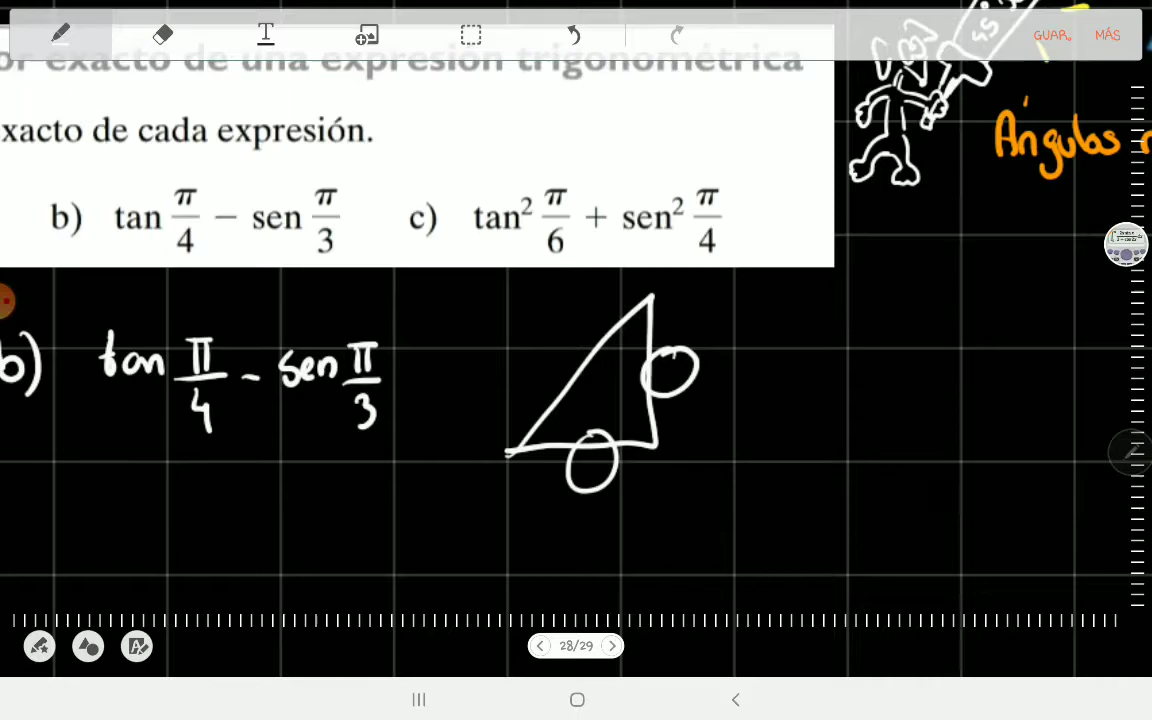 GUAR. MÁS
or exacto de una expresión trigonométrica
45
xacto de cada expresión.
Ángulos
b) tan π/4 − sen π/3 c) tan² π/6 + sen² π/4
b) tan π/4 - sen π/3
28/29